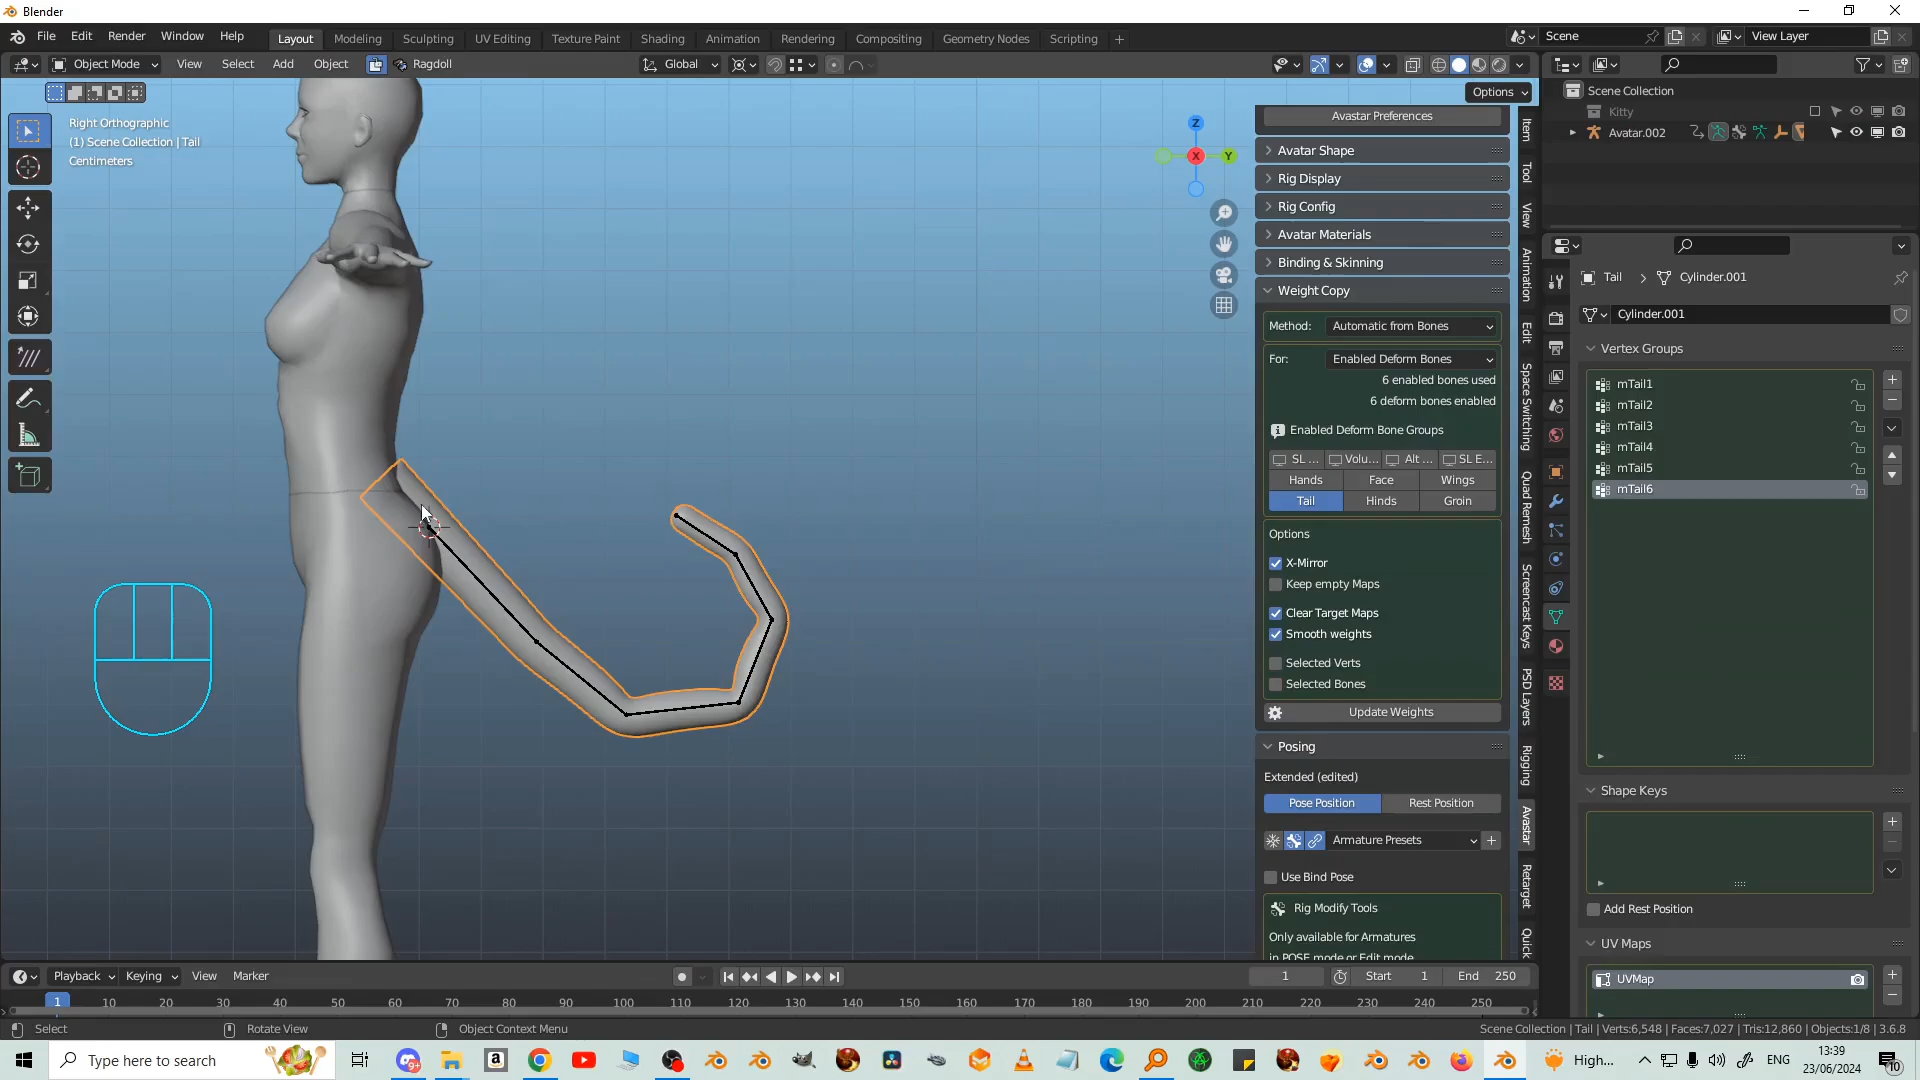 Blender
File Edit Render Window Help
Layout Modeling Sculpting UV Editing Texture Paint Shading Animation Rendering Compositing Geometry Nodes Scripting +
Scene
View Layer
Object Mode View Select Add Object Ragdoll
Global
Options
Right Orthographic
(1) Scene Collection | Tail
Centimeters
Z
X
Y
Avastar Preferences
Avatar Shape
Rig Display
Rig Config
Avatar Materials
Binding & Skinning
Weight Copy
Method: Automatic from Bones
For: Enabled Deform Bones
6 enabled bones used
6 deform bones enabled
Enabled Deform Bone Groups
SL ... Volu... Alt ... SL E...
Hands Face Wings
Tail Hinds Groin
Options
X-Mirror
Keep empty Maps
Clear Target Maps
Smooth weights
Selected Verts
Selected Bones
Update Weights
Posing
Extended (edited)
Pose Position Rest Position
Armature Presets
Use Bind Pose
Rig Modify Tools
Only available for Armatures
in POSE mode or Edit mode
Item
Tool
View
Animation
Edit
Space Switching
Quad Remesh
Screencast Keys
PSD Layers
Rigging
Avastar
Retarget
Quick
Scene Collection
Kitty
Avatar.002
Tail > Cylinder.001
Cylinder.001
Vertex Groups
mTail1
mTail2
mTail3
mTail4
mTail5
mTail6
Shape Keys
Add Rest Position
UV Maps
UVMap
Playback Keying View Marker
1
Start 1
End 250
1 10 20 30 40 50 60 70 80 90 100 110 120 130 140 150 160 170 180 190 200 210 220 230 240 250
Select Rotate View Object Context Menu
Scene Collection | Tail | Verts:6,548 | Faces:7,027 | Tris:12,860 | Objects:1/8 | 3.6.8
Type here to search
High...
ENG
13:39
23/06/2024
10